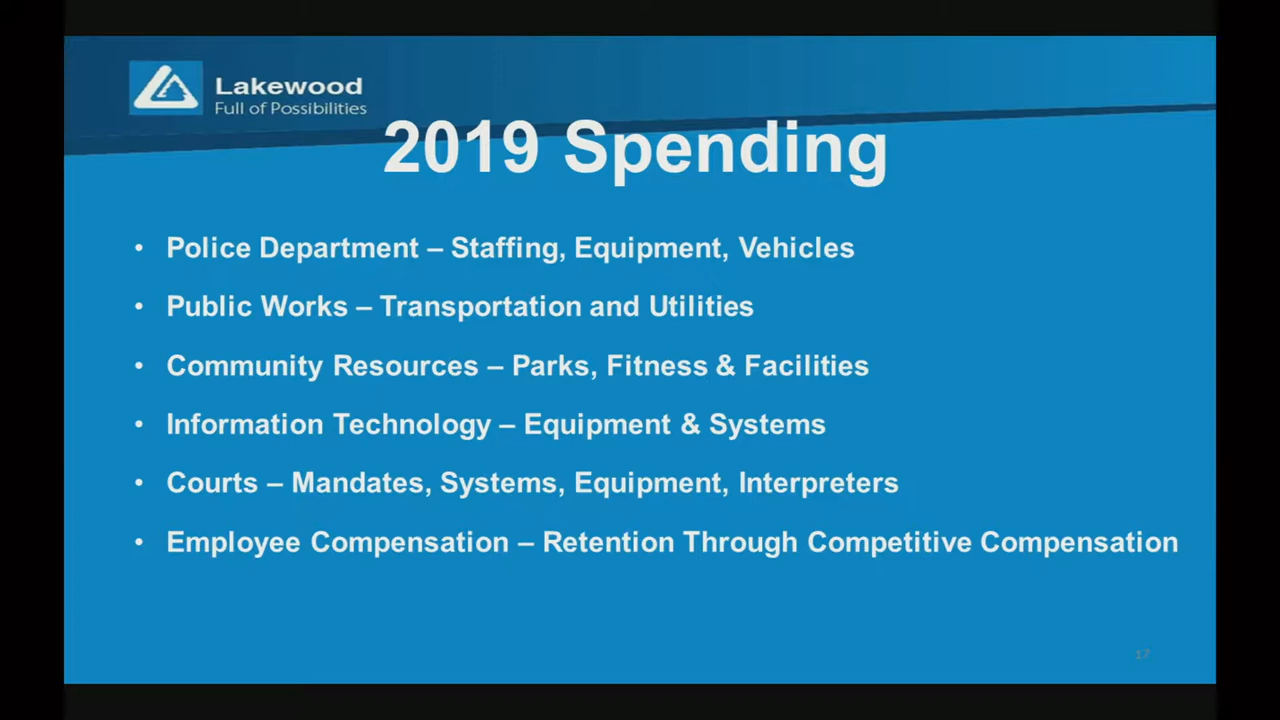 Lakewood
Full of Possibilities
2019 Spending
• Police Department – Staffing, Equipment, Vehicles
• Public Works – Transportation and Utilities
• Community Resources – Parks, Fitness & Facilities
• Information Technology – Equipment & Systems
• Courts – Mandates, Systems, Equipment, Interpreters
• Employee Compensation – Retention Through Competitive Compensation
17